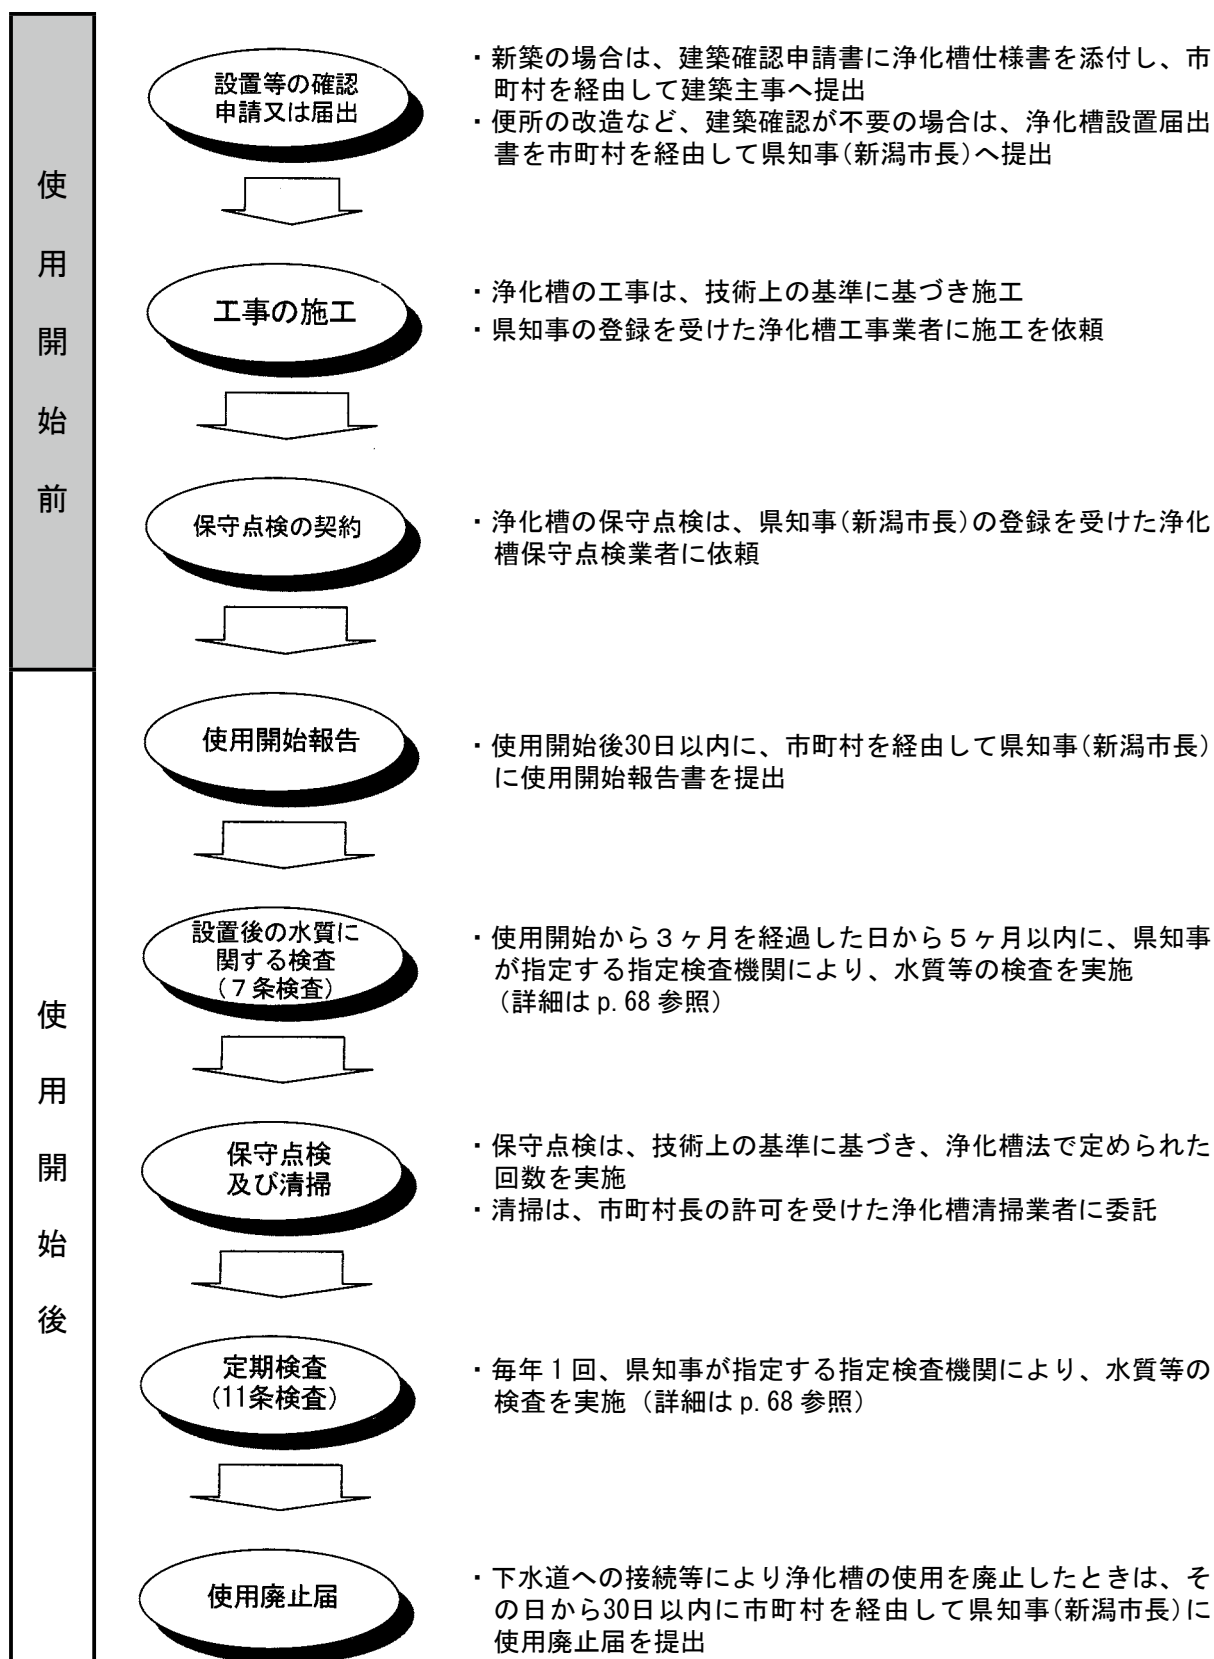 使用開始前
設置等の確認
申請又は届出
・新築の場合は、建築確認申請書に浄化槽仕様書を添付し、市
町村を経由して建築主事へ提出
・便所の改造など、建築確認が不要の場合は、浄化槽設置届出
書を市町村を経由して県知事(新潟市長)へ提出
工事の施工
・浄化槽の工事は、技術上の基準に基づき施工
・県知事の登録を受けた浄化槽工事業者に施工を依頼
保守点検の契約
・浄化槽の保守点検は、県知事(新潟市長)の登録を受けた浄化
槽保守点検業者に依頼
使用開始後
使用開始報告
・使用開始後30日以内に、市町村を経由して県知事(新潟市長)
に使用開始報告書を提出
設置後の水質に
関する検査
(7条検査)
・使用開始から3ヶ月を経過した日から5ヶ月以内に、県知事
が指定する指定検査機関により、水質等の検査を実施
(詳細は p.68 参照)
保守点検
及び清掃
・保守点検は、技術上の基準に基づき、浄化槽法で定められた
回数を実施
・清掃は、市町村長の許可を受けた浄化槽清掃業者に委託
定期検査
(11条検査)
・毎年1回、県知事が指定する指定検査機関により、水質等の
検査を実施(詳細は p.68 参照)
使用廃止届
・下水道への接続等により浄化槽の使用を廃止したときは、そ
の日から30日以内に市町村を経由して県知事(新潟市長)に
使用廃止届を提出